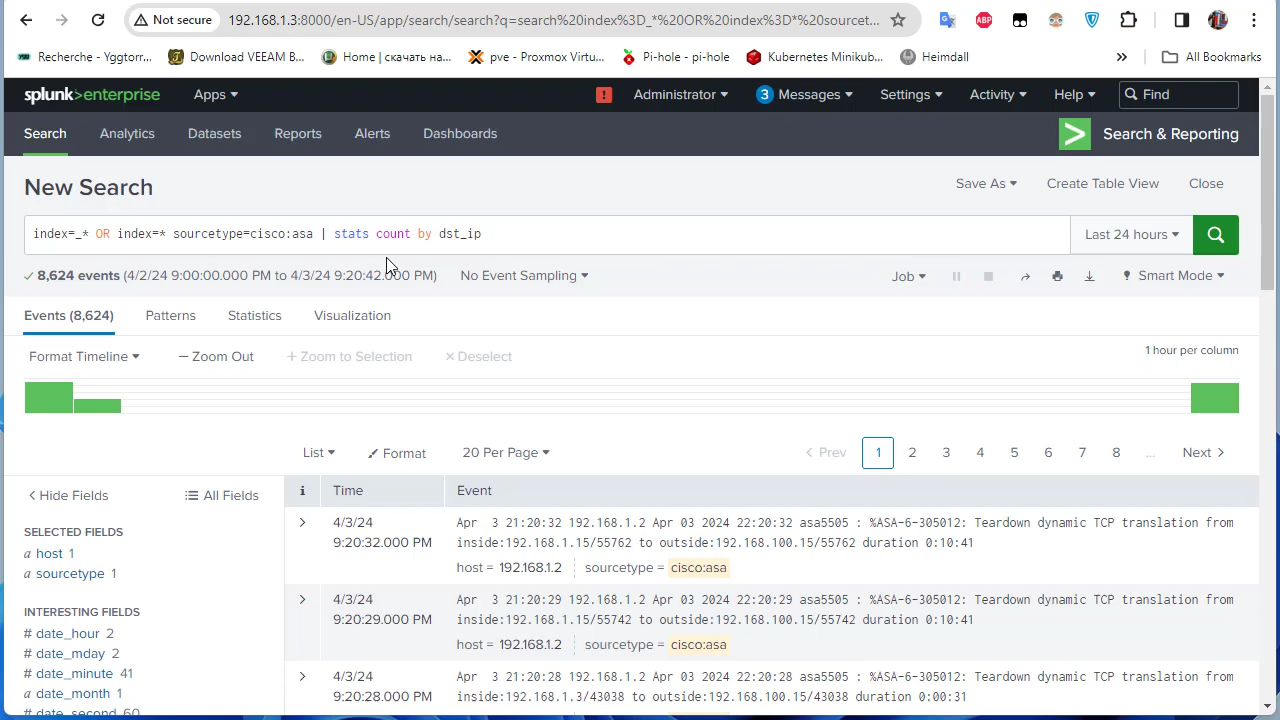 Not secure 192.168.1.3:8000/en-US/app/search/search?q=search%20index%3D_*%20OR%20index%3D*%20sourcet...
Recherche - Yggtorr... Download VEEAM B... Home | скачать на... pve - Proxmox Virtu... Pi-hole - pi-hole Kubernetes Minikub... Heimdall » All Bookmarks
splunk>enterprise Apps Administrator 3 Messages Settings Activity Help Find
Search Analytics Datasets Reports Alerts Dashboards Search & Reporting
New Search Save As Create Table View Close
index=_* OR index=* sourcetype=cisco:asa | stats count by dst_ip Last 24 hours
8,624 events (4/2/24 9:00:00.000 PM to 4/3/24 9:20:42. 0 PM) No Event Sampling Job Smart Mode
Events (8,624) Patterns Statistics Visualization
Format Timeline — Zoom Out + Zoom to Selection × Deselect 1 hour per column
List Format 20 Per Page < Prev 1 2 3 4 5 6 7 8 ... Next >
< Hide Fields All Fields i Time Event
SELECTED FIELDS
a host 1
a sourcetype 1
INTERESTING FIELDS
# date_hour 2
# date_mday 2
# date_minute 41
a date_month 1
# date_second 60
> 4/3/24 Apr 3 21:20:32 192.168.1.2 Apr 03 2024 22:20:32 asa5505 : %ASA-6-305012: Teardown dynamic TCP translation from
9:20:32.000 PM inside:192.168.1.15/55762 to outside:192.168.100.15/55762 duration 0:10:41
host = 192.168.1.2 sourcetype = cisco:asa
> 4/3/24 Apr 3 21:20:29 192.168.1.2 Apr 03 2024 22:20:29 asa5505 : %ASA-6-305012: Teardown dynamic TCP translation from
9:20:29.000 PM inside:192.168.1.15/55742 to outside:192.168.100.15/55742 duration 0:10:41
host = 192.168.1.2 sourcetype = cisco:asa
> 4/3/24 Apr 3 21:20:28 192.168.1.2 Apr 03 2024 22:20:28 asa5505 : %ASA-6-305012: Teardown dynamic TCP translation from
9:20:28.000 PM inside:192.168.1.3/43038 to outside:192.168.100.15/43038 duration 0:00:31